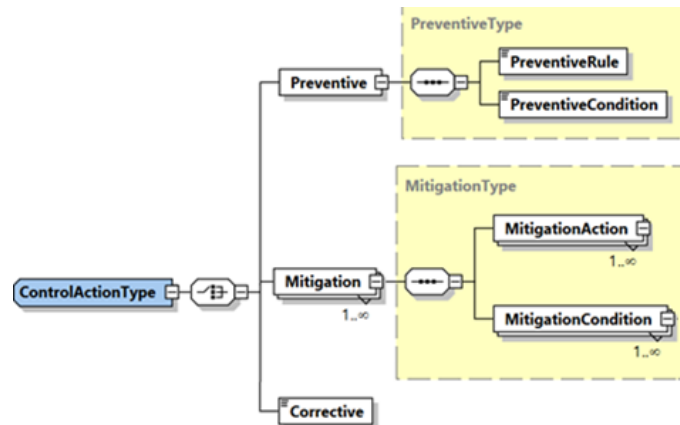 PreventiveType
Preventive
PreventiveRule
PreventiveCondition
MitigationType
MitigationAction
1..∞
ControlActionType
Mitigation
1..∞
MitigationCondition
1..∞
Corrective